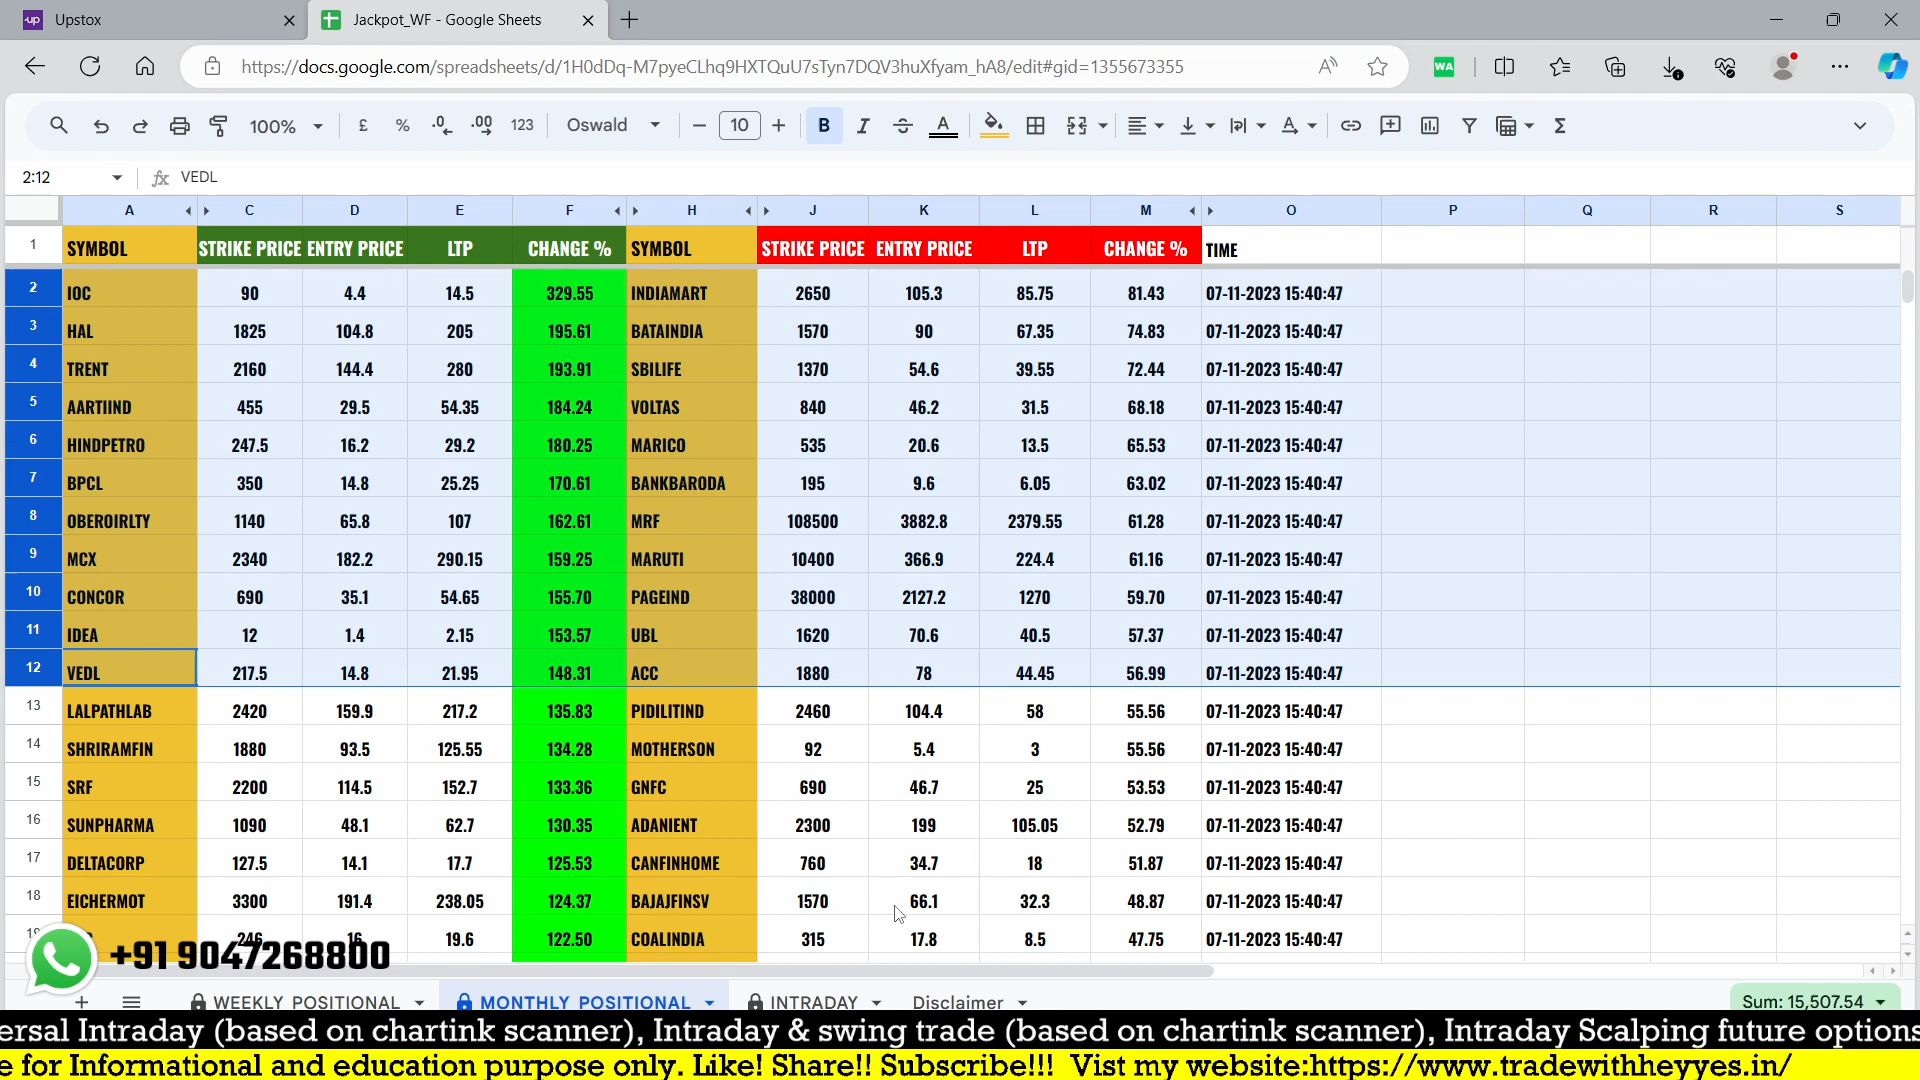 Upstox Jackpot_WF - Google Sheets
https://docs.google.com/spreadsheets/d/1H0dDq-M7pyeCLhq9HXTQuU7sTyn7DQV3huXfyam_hA8/edit#gid=1355673355 WA
100% £ % .0 .00 123 Oswald 10 B I A
2:12 fx VEDL
A C D E F H J K L M O P Q R S
1 SYMBOL STRIKE PRICE ENTRY PRICE LTP CHANGE % SYMBOL STRIKE PRICE ENTRY PRICE LTP CHANGE % TIME
2 IOC 90 4.4 14.5 329.55 INDIAMART 2650 105.3 85.75 81.43 07-11-2023 15:40:47
3 HAL 1825 104.8 205 195.61 BATAINDIA 1570 90 67.35 74.83 07-11-2023 15:40:47
4 TRENT 2160 144.4 280 193.91 SBILIFE 1370 54.6 39.55 72.44 07-11-2023 15:40:47
5 AARTIIND 455 29.5 54.35 184.24 VOLTAS 840 46.2 31.5 68.18 07-11-2023 15:40:47
6 HINDPETRO 247.5 16.2 29.2 180.25 MARICO 535 20.6 13.5 65.53 07-11-2023 15:40:47
7 BPCL 350 14.8 25.25 170.61 BANKBARODA 195 9.6 6.05 63.02 07-11-2023 15:40:47
8 OBEROIRLTY 1140 65.8 107 162.61 MRF 108500 3882.8 2379.55 61.28 07-11-2023 15:40:47
9 MCX 2340 182.2 290.15 159.25 MARUTI 10400 366.9 224.4 61.16 07-11-2023 15:40:47
10 CONCOR 690 35.1 54.65 155.70 PAGEIND 38000 2127.2 1270 59.70 07-11-2023 15:40:47
11 IDEA 12 1.4 2.15 153.57 UBL 1620 70.6 40.5 57.37 07-11-2023 15:40:47
12 VEDL 217.5 14.8 21.95 148.31 ACC 1880 78 44.45 56.99 07-11-2023 15:40:47
13 LALPATHLAB 2420 159.9 217.2 135.83 PIDILITIND 2460 104.4 58 55.56 07-11-2023 15:40:47
14 SHRIRAMFIN 1880 93.5 125.55 134.28 MOTHERSON 92 5.4 3 55.56 07-11-2023 15:40:47
15 SRF 2200 114.5 152.7 133.36 GNFC 690 46.7 25 53.53 07-11-2023 15:40:47
16 SUNPHARMA 1090 48.1 62.7 130.35 ADANIENT 2300 199 105.05 52.79 07-11-2023 15:40:47
17 DELTACORP 127.5 14.1 17.7 125.53 CANFINHOME 760 34.7 18 51.87 07-11-2023 15:40:47
18 EICHERMOT 3300 191.4 238.05 124.37 BAJAJFINSV 1570 66.1 32.3 48.87 07-11-2023 15:40:47
19 246 16 19.6 122.50 COALINDIA 315 17.8 8.5 47.75 07-11-2023 15:40:47
+91 9047268800
WEEKLY POSITIONAL MONTHLY POSITIONAL INTRADAY Disclaimer Sum: 15,507.54
ersal Intraday (based on chartink scanner), Intraday & swing trade (based on chartink scanner), Intraday Scalping future options
e for Informational and education purpose only. Like! Share!! Subscribe!!! Vist my website:https://www.tradewithheyyes.in/